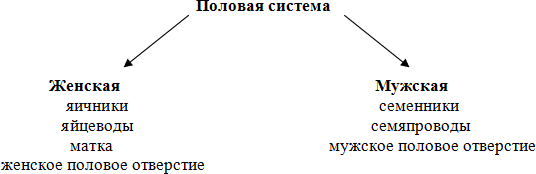 Половая система
Женская
яичники
яйцеводы
матка
женское половое отверстие
Мужская
семенники
семяпроводы
мужское половое отверстие